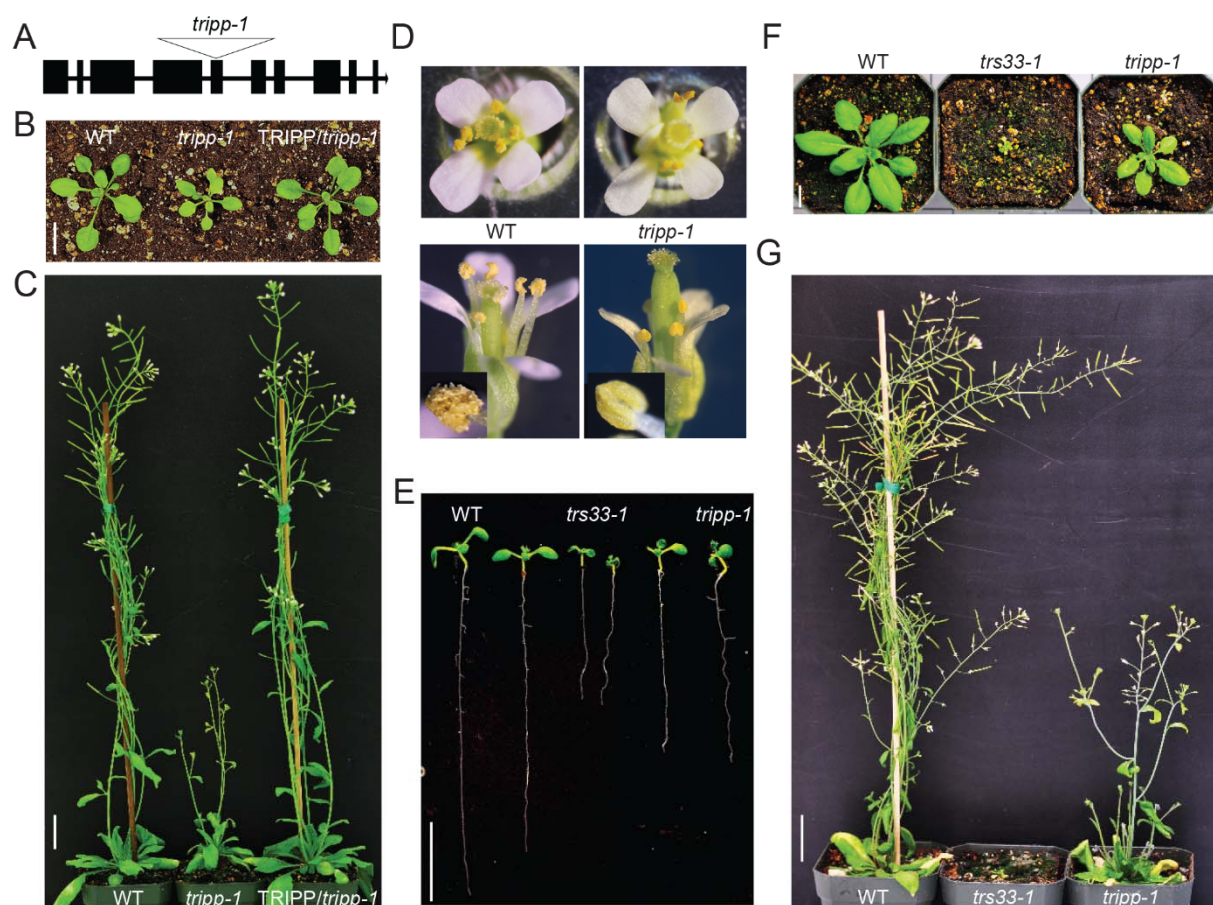 A
tripp-1
B
WT tripp-1 TRIPP/tripp-1
C
WT tripp-1 TRIPP/tripp-1
D
WT tripp-1
E
WT trs33-1 tripp-1
F
WT trs33-1 tripp-1
G
WT trs33-1 tripp-1